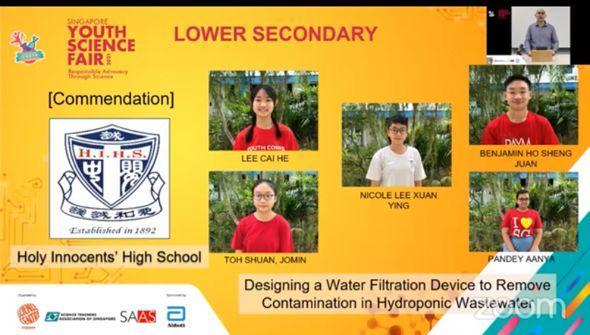 SINGAPORE
YOUTH
SCIENCE
FAIR 2021
Responsible Advocacy
Through Science
LOWER SECONDARY
[Commendation]
H.I.H.S.
Established in 1892
Holy Innocents' High School
YOUTH CORPS
LEE CAI HE
TOH SHUAN, JOMIN
NICOLE LEE XUAN
YING
BENJAMIN HO SHENG
JUAN
I
SG
PANDEY AANYA
Designing a Water Filtration Device to Remove
Contamination in Hydroponic Wastewater
zoom
Organised by
SCIENCE TEACHERS
ASSOCIATION OF SINGAPORE
SAAS
Sponsored by
Abbott